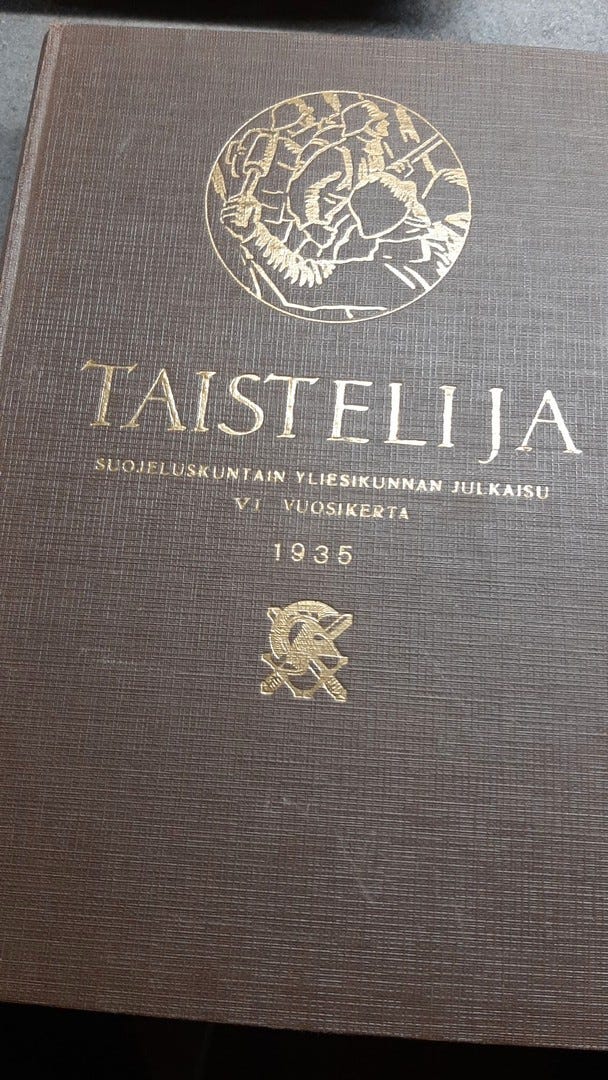 TAISTELIJA
SUOJELUSKUNTAIN YLIESIKUNNAN JULKAISU
VI VUOSIKERTA
1935